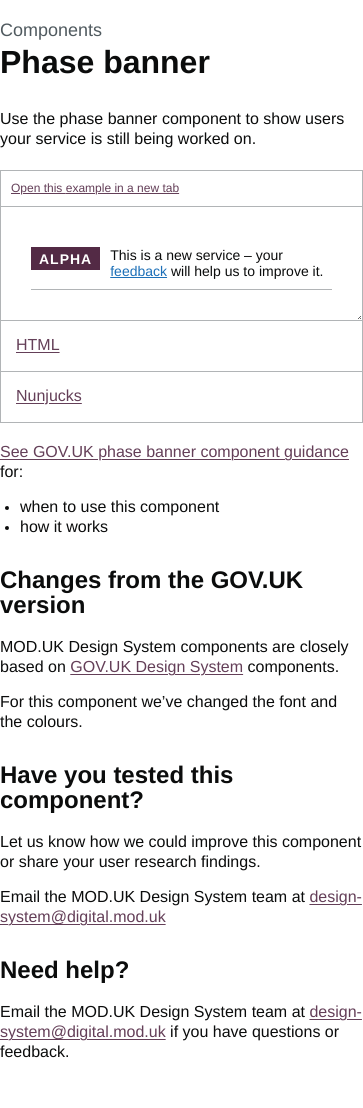 Components
Phase banner
Use the phase banner component to show users
your service is still being worked on.
Open this example in a new tab
ALPHA
This is a new service – your
feedback will help us to improve it.
HTML
Nunjucks
See GOV.UK phase banner component guidance
for:
• when to use this component
• how it works
Changes from the GOV.UK
version
MOD.UK Design System components are closely
based on GOV.UK Design System components.
For this component we’ve changed the font and
the colours.
Have you tested this
component?
Let us know how we could improve this component
or share your user research findings.
Email the MOD.UK Design System team at design-
system@digital.mod.uk
Need help?
Email the MOD.UK Design System team at design-
system@digital.mod.uk if you have questions or
feedback.